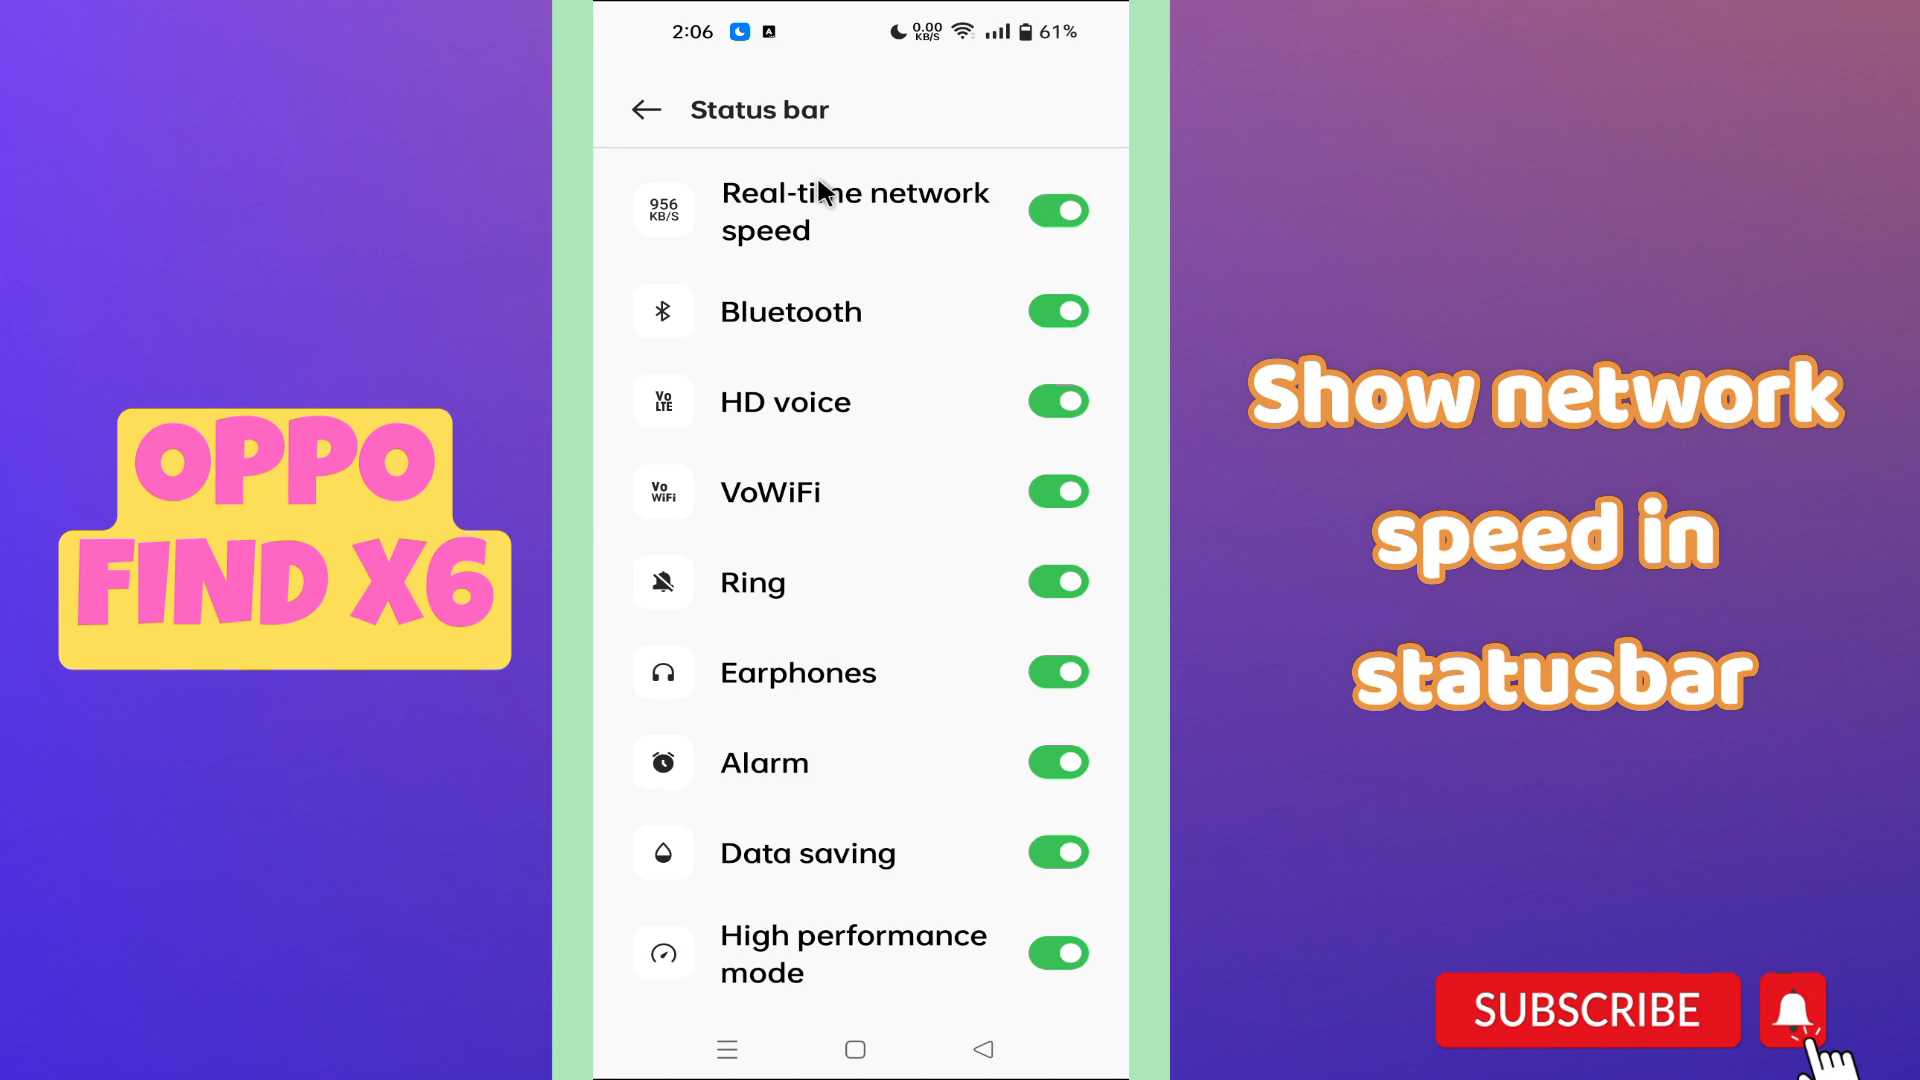 2:06
0.00
KB/S
61%
Status bar
956
KB/S
Real-time network
speed
Bluetooth
Vo
LTE
HD voice
Vo
WiFi
VoWiFi
Ring
Earphones
Alarm
Data saving
High performance
mode
OPPO
FIND X6
Show network
speed in
statusbar
SUBSCRIBE